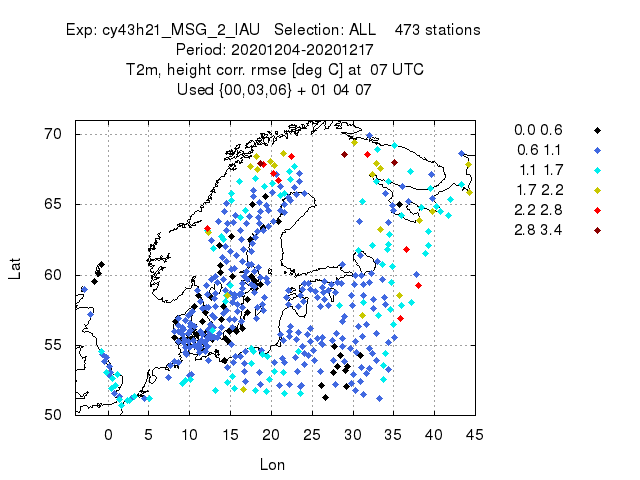 Exp: cy43h21_MSG_2_IAU   Selection: ALL    473 stations
Period: 20201204-20201217
T2m, height corr. rmse [deg C] at  07 UTC
Used {00,03,06} + 01 04 07
0.0 0.6
0.6 1.1
1.1 1.7
1.7 2.2
2.2 2.8
2.8 3.4
Lat
70
65
60
55
50
0 5 10 15 20 25 30 35 40 45
Lon